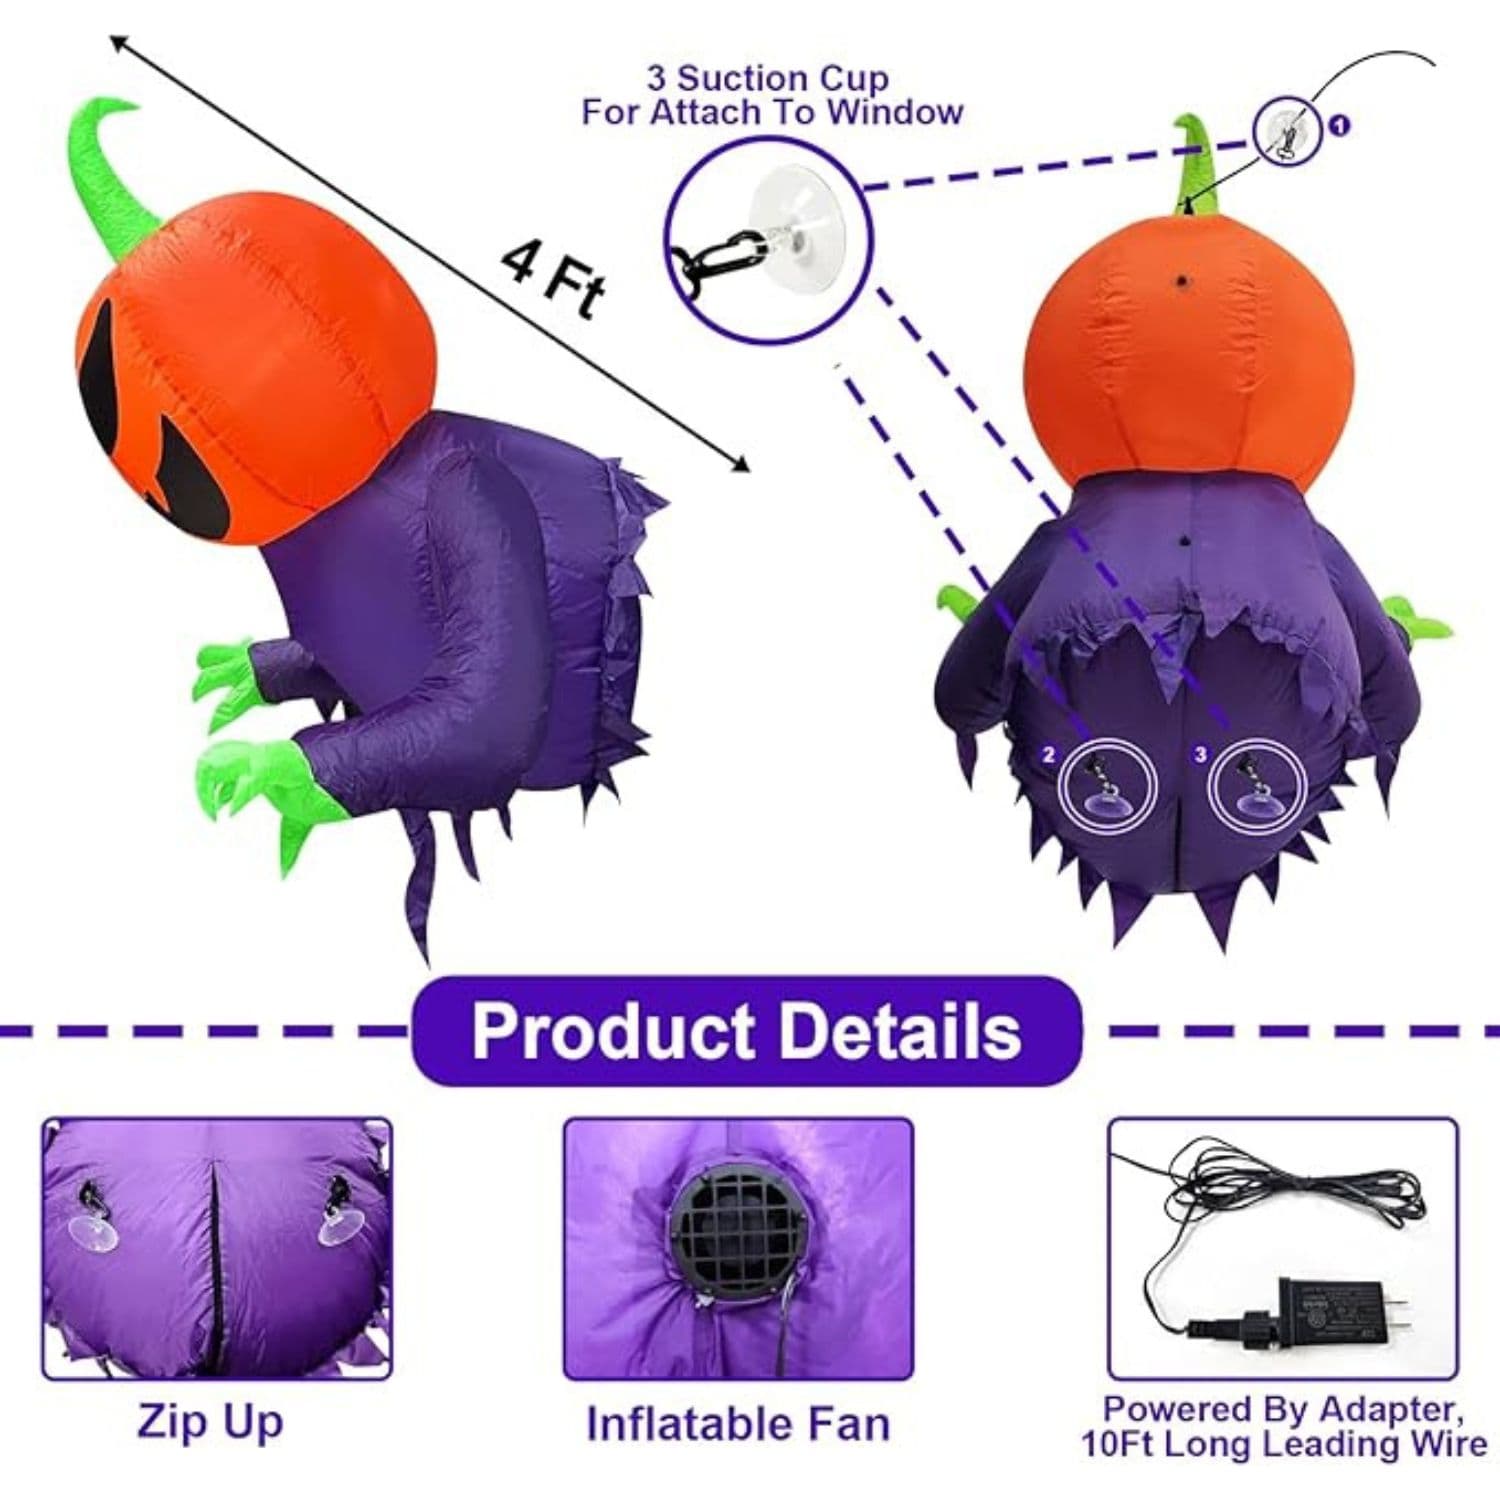 3 Suction Cup
For Attach To Window
1
4 Ft
2
3
Product Details
Zip Up
Inflatable Fan
Powered By Adapter,
10Ft Long Leading Wire